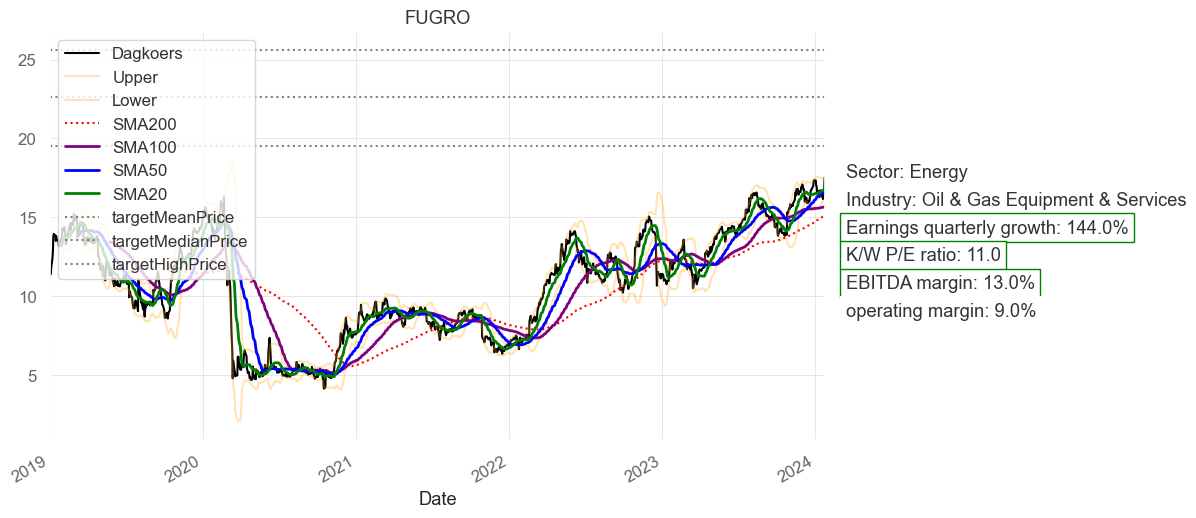 FUGRO
25
20
15
10
5
Dagkoers
Upper
Lower
SMA200
SMA100
SMA50
SMA20
targetMeanPrice
targetMedianPrice
targetHighPrice
2019
2020
2021
2022
2023
2024
Date
Sector: Energy
Industry: Oil & Gas Equipment & Services
Earnings quarterly growth: 144.0%
K/W P/E ratio: 11.0
EBITDA margin: 13.0%
operating margin: 9.0%